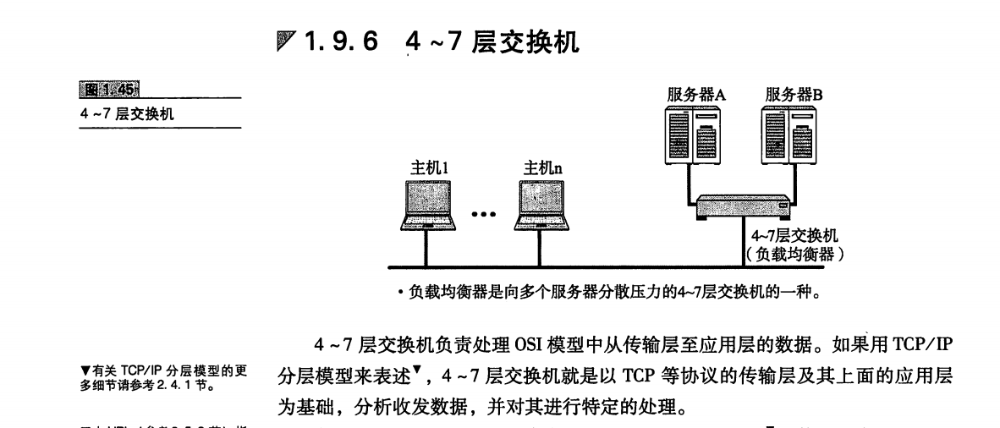 1.9.6 4~7 层交换机
图 1.45
4~7 层交换机
服务器A 服务器B
主机1 主机n
4~7层交换机
(负载均衡器)
・负载均衡器是向多个服务器分散压力的4~7层交换机的一种。
4~7 层交换机负责处理 OSI 模型中从传输层至应用层的数据。如果用 TCP/IP
分层模型来表述▼,4~7 层交换机就是以 TCP 等协议的传输层及其上面的应用层
为基础,分析收发数据,并对其进行特定的处理。
▼有关 TCP/IP 分层模型的更
多细节请参考 2.4.1 节。